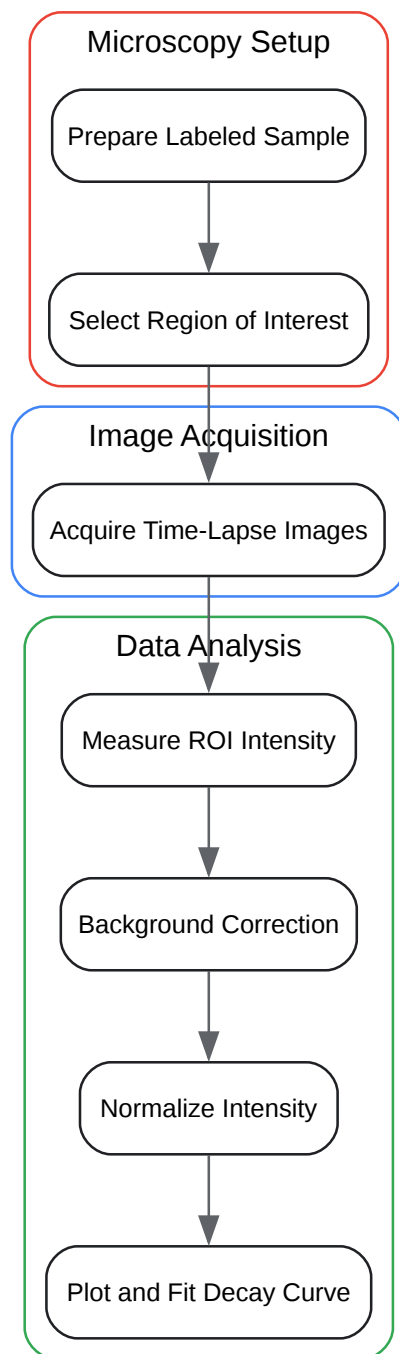 Microscopy Setup
Prepare Labeled Sample
Select Region of Interest
Image Acquisition
Acquire Time-Lapse Images
Data Analysis
Measure ROI Intensity
Background Correction
Normalize Intensity
Plot and Fit Decay Curve